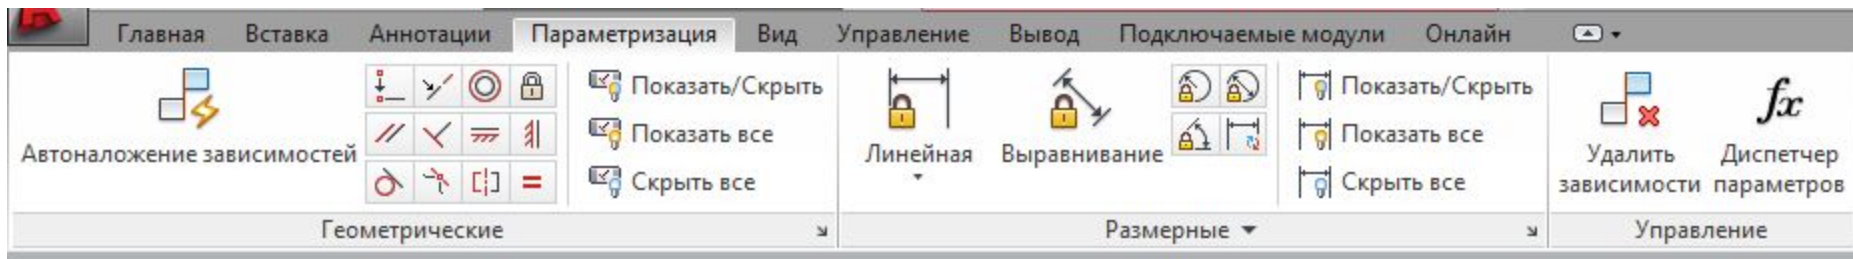 Главная Вставка Аннотации Параметризация Вид Управление Вывод Подключаемые модули Онлайн
Автоналожение зависимостей
Показать/Скрыть
Показать все
Скрыть все
Геометрические
Линейная
Выравнивание
Показать/Скрыть
Показать все
Скрыть все
Размерные
fx
Удалить
зависимости
Диспетчер
параметров
Управление